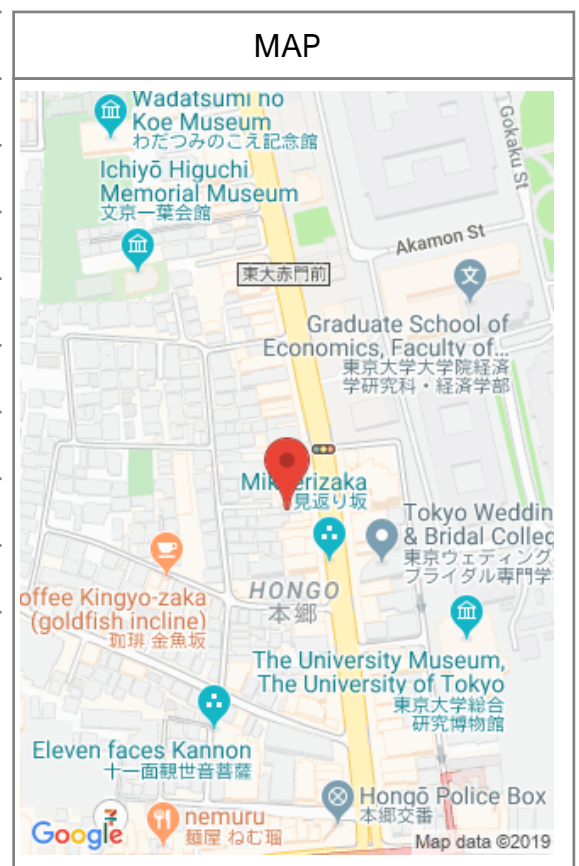 MAP
Wadatsumi no
Koe Museum
わだつみのこえ記念館
Gokaku St
Ichiyō Higuchi
Memorial Museum
文京一葉会館
Akamon St
東大赤門前
文
Graduate School of
Economics, Faculty of...
東京大学大学院経済
学研究科・経済学部
見返り坂
Tokyo Weddin
& Bridal Colleg
東京ウェディング
ブライダル専門学
HONGO
本郷
offee Kingyo-zaka
(goldfish incline)
珈琲 金魚坂
The University Museum,
The University of Tokyo
東京大学総合
研究博物館
Eleven faces Kannon
十一面観世音菩薩
Hongō Police Box
本郷交番
nemuru
麺屋 ねむ瑠
Google
Map data ©2019